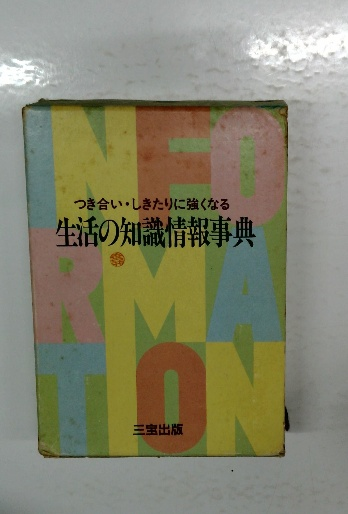 INFO
つき合い・しきたりに強くなる
生活の知識情報事典
RMA
TION
三宝出版